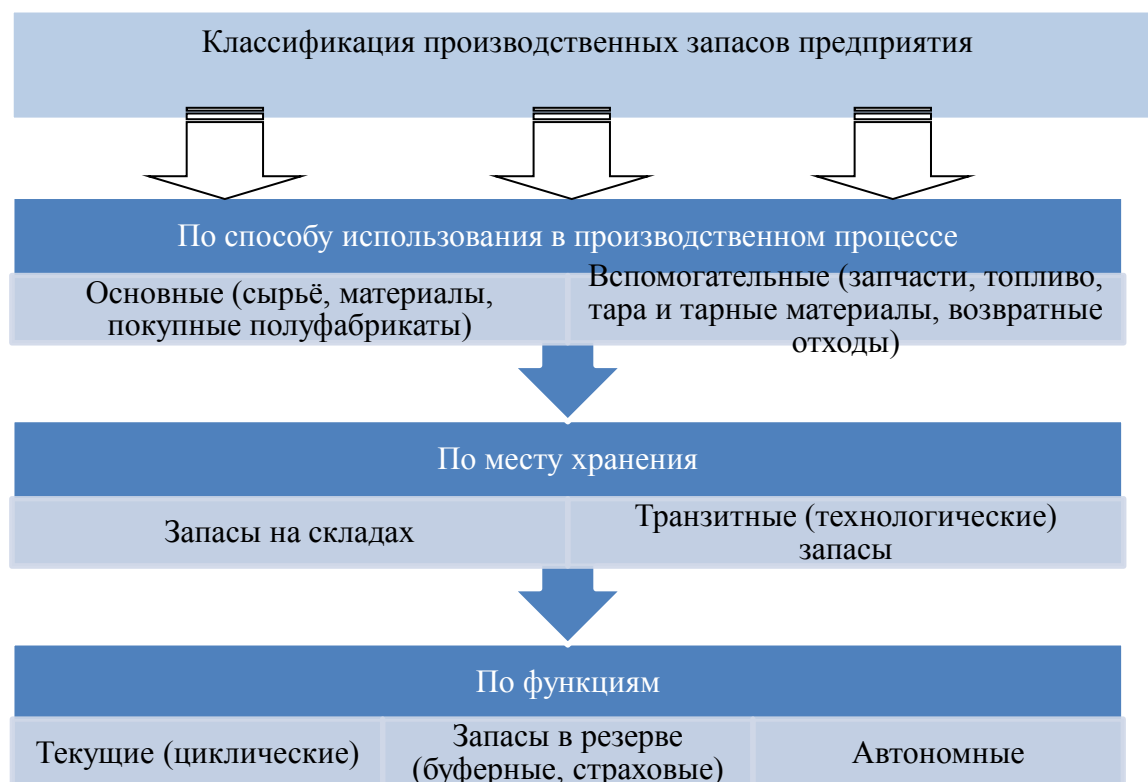 Классификация производственных запасов предприятия
По способу использования в производственном процессе
Основные (сырьё, материалы,
покупные полуфабрикаты)
Вспомогательные (запчасти, топливо,
тара и тарные материалы, возвратные
отходы)
По месту хранения
Запасы на складах
Транзитные (технологические)
запасы
По функциям
Текущие (циклические)
Запасы в резерве
(буферные, страховые)
Автономные